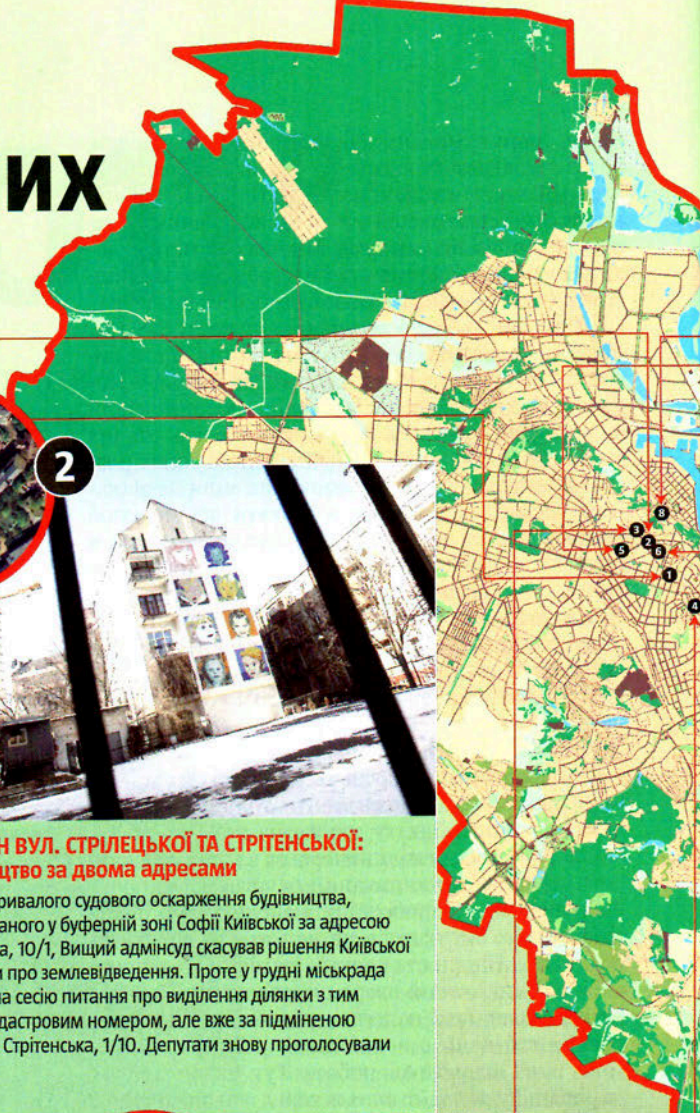 ИХ
2
8
3
2
5
6
1
4
Н ВУЛ. СТРІЛЕЦЬКОЇ ТА СТРІТЕНСЬКОЇ:
цтво за двома адресами
ривалого судового оскарження будівництва,
аного у буферній зоні Софії Київської за адресою
а, 10/1, Вищий адмінсуд скасував рішення Київської
и про землевідведення. Проте у грудні міськрада
на сесію питання про виділення ділянки з тим
дастровим номером, але вже за підміненою
Стрітенська, 1/10. Депутати знову проголосували